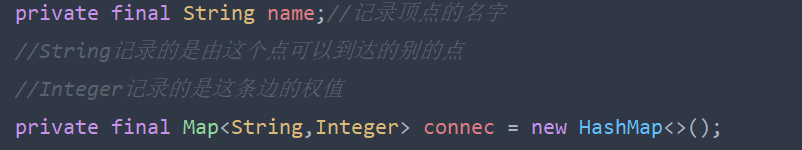 private final String name;//记录顶点的名字
//String记录的是由这个点可以到达的别的点
//Integer记录的是这条边的权值
private final Map<String,Integer> connec = new HashMap<>();